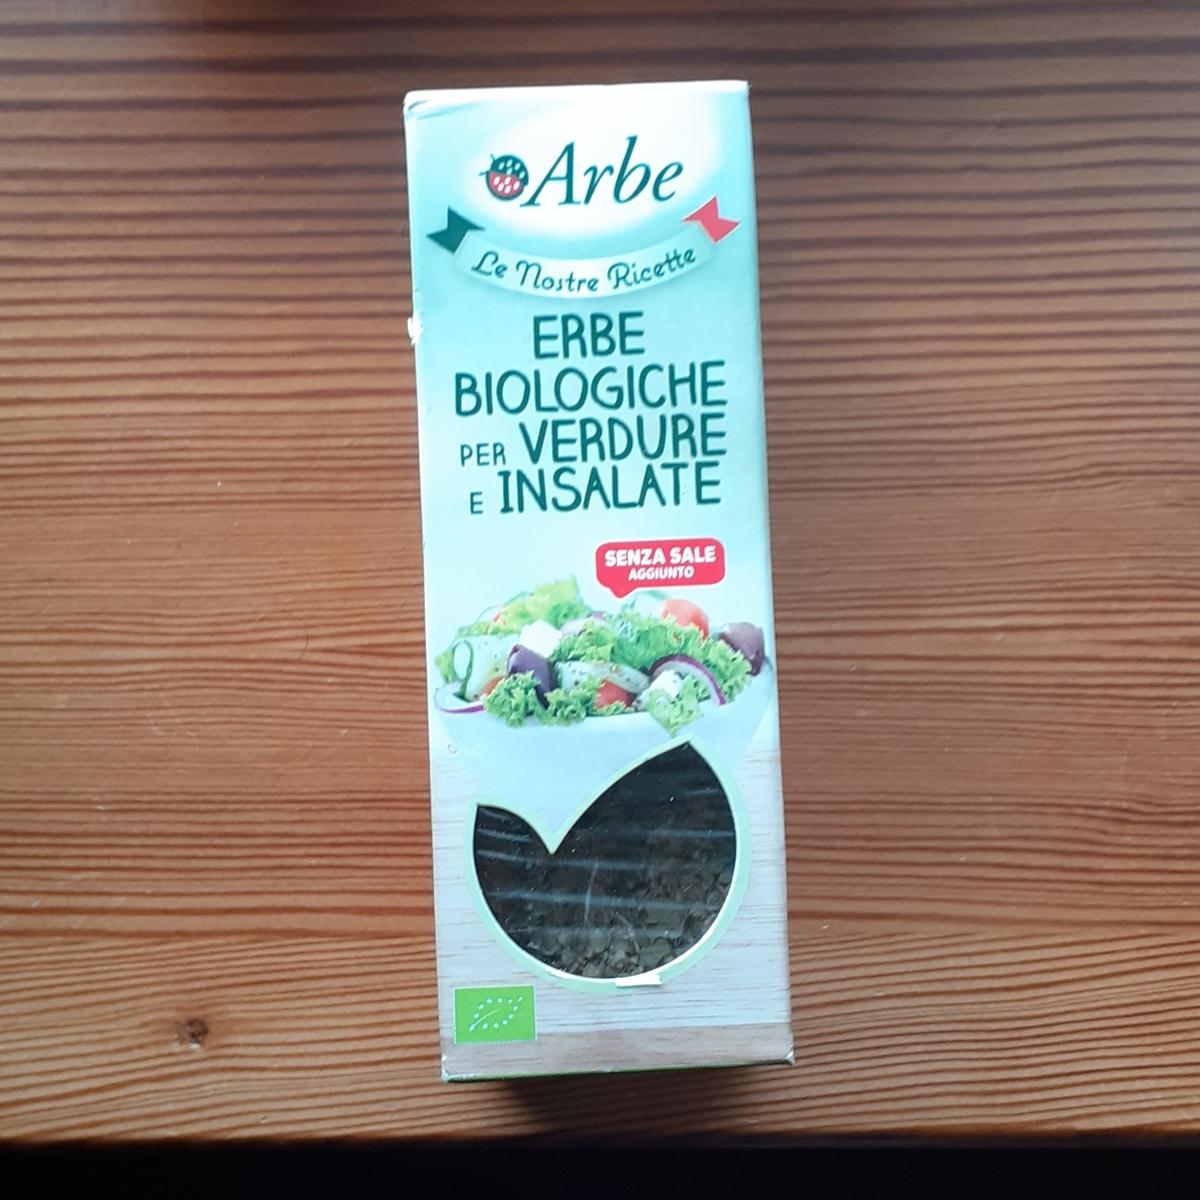 Arbe
Le Nostre Ricette
ERBE
BIOLOGICHE
PER VERDURE
E INSALATE
SENZA SALE
AGGIUNTO